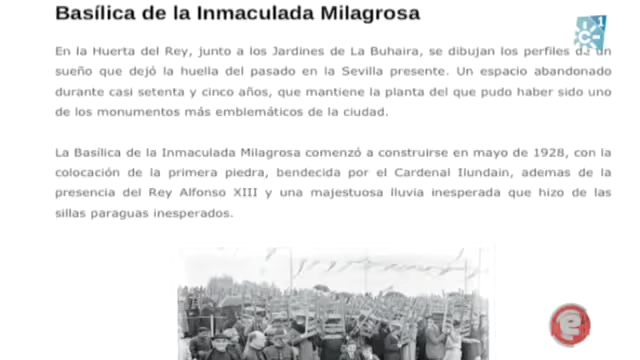 Basílica de la Inmaculada Milagrosa
En la Huerta del Rey, junto a los Jardines de La Buhaira, se dibujan los perfiles de un
sueño que dejó la huella del pasado en la Sevilla presente. Un espacio abandonado
durante casi setenta y cinco años, que mantiene la planta del que pudo haber sido uno
de los monumentos más emblemáticos de la ciudad.
La Basílica de la Inmaculada Milagrosa comenzó a construirse en mayo de 1928, con la
colocación de la primera piedra, bendecida por el Cardenal Ilundain, ademas de la
presencia del Rey Alfonso XIII y una majestuosa lluvia inesperada que hizo de las
sillas paraguas inesperados.
1
e